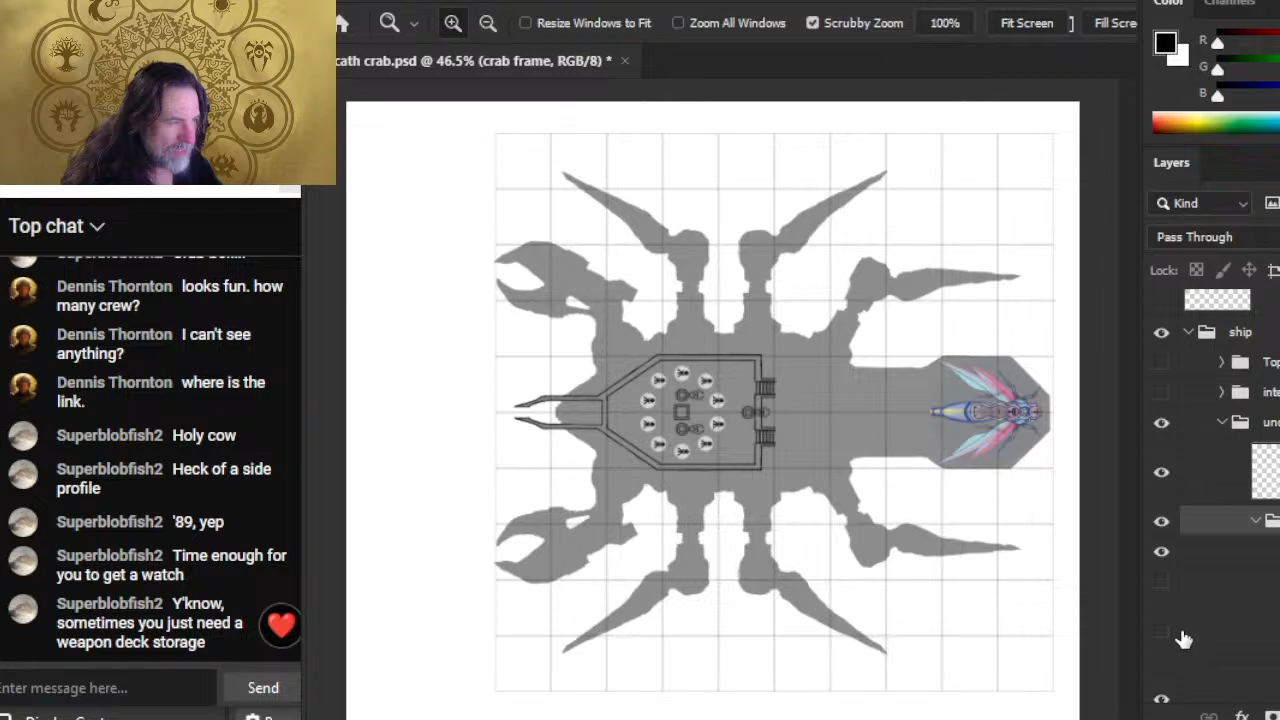 Resize Windows to Fit
Zoom All Windows
Scrubby Zoom
100%
Fit Screen
Fill Scre
cath crab.psd @ 46.5% (crab frame, RGB/8) *
Color
Channels
R
G
B
Layers
Kind
Pass Through
Lock:
ship
Top
inte
und
Top chat
Dennis Thornton looks fun. how
many crew?
Dennis Thornton I can't see
anything?
Dennis Thornton where is the
link.
Superblobfish2 Holy cow
Superblobfish2 Heck of a side
profile
Superblobfish2 '89, yep
Superblobfish2 Time enough for
you to get a watch
Superblobfish2 Y'know,
sometimes you just need a
weapon deck storage
Enter message here...
Send